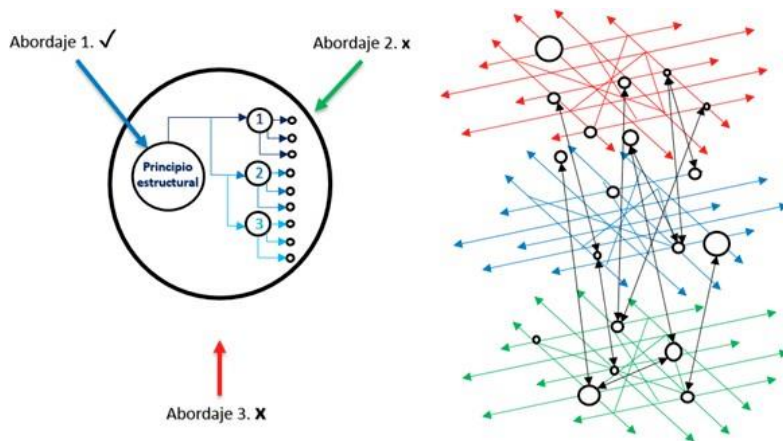 Abordaje 1. √
Abordaje 2. x
Principio
estructural
1
2
3
Abordaje 3. X